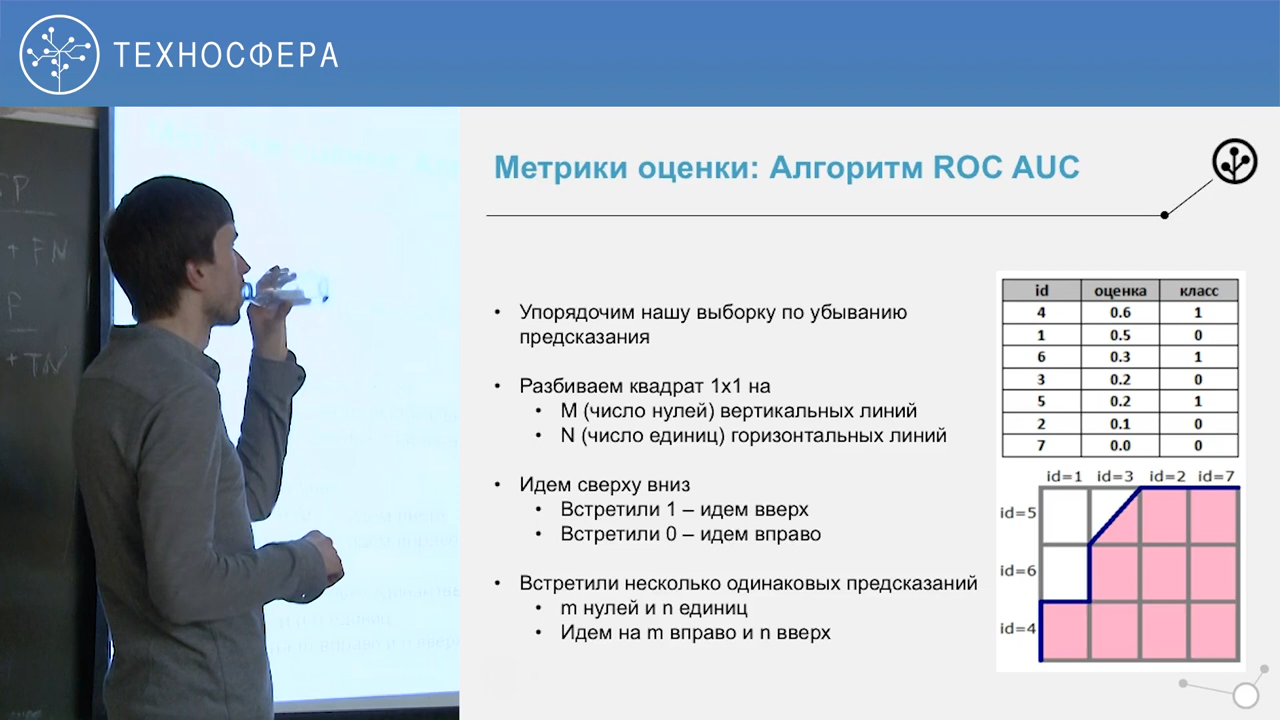 ТЕХНОСФЕРА
SP
+ FN
F
+ TN
Метрики оценки: Алгоритм ROC AUC
• Упорядочим нашу выборку по убыванию
предсказания
• Разбиваем квадрат 1x1 на
• M (число нулей) вертикальных линий
• N (число единиц) горизонтальных линий
• Идем сверху вниз
• Встретили 1 – идем вверх
• Встретили 0 – идем вправо
• Встретили несколько одинаковых предсказаний
• m нулей и n единиц
• Идем на m вправо и n вверх
id оценка класс
4 0.6 1
1 0.5 0
6 0.3 1
3 0.2 0
5 0.2 1
2 0.1 0
7 0.0 0
id=1 id=3 id=2 id=7
id=5
id=6
id=4